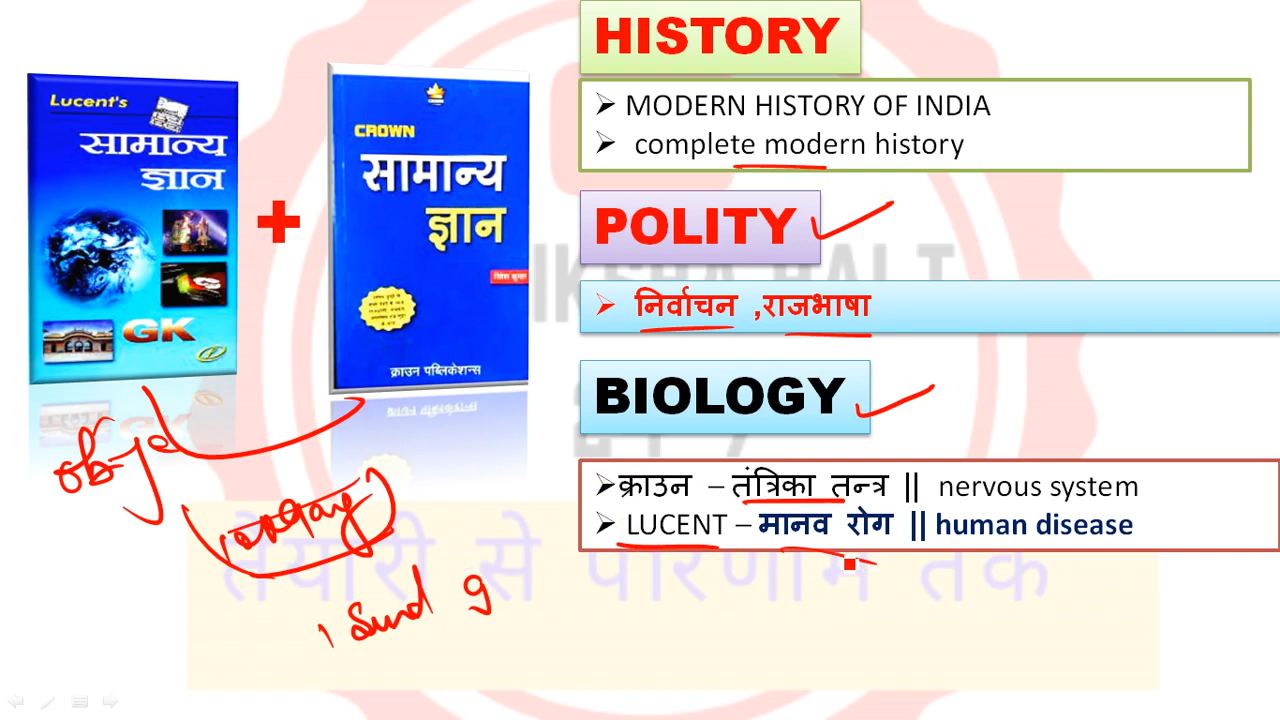 Lucent's
सामान्य
ज्ञान
GK
CROWN
सामान्य
ज्ञान
क्राउन पब्लिकेशन्स
+
HISTORY
➢ MODERN HISTORY OF INDIA
➢ complete modern history
POLITY
➢ निर्वाचन ,राजभाषा
BIOLOGY
➢क्राउन – तंत्रिका तन्त्र || nervous system
➢ LUCENT – मानव रोग || human disease
तैयारी से परिणाम तक